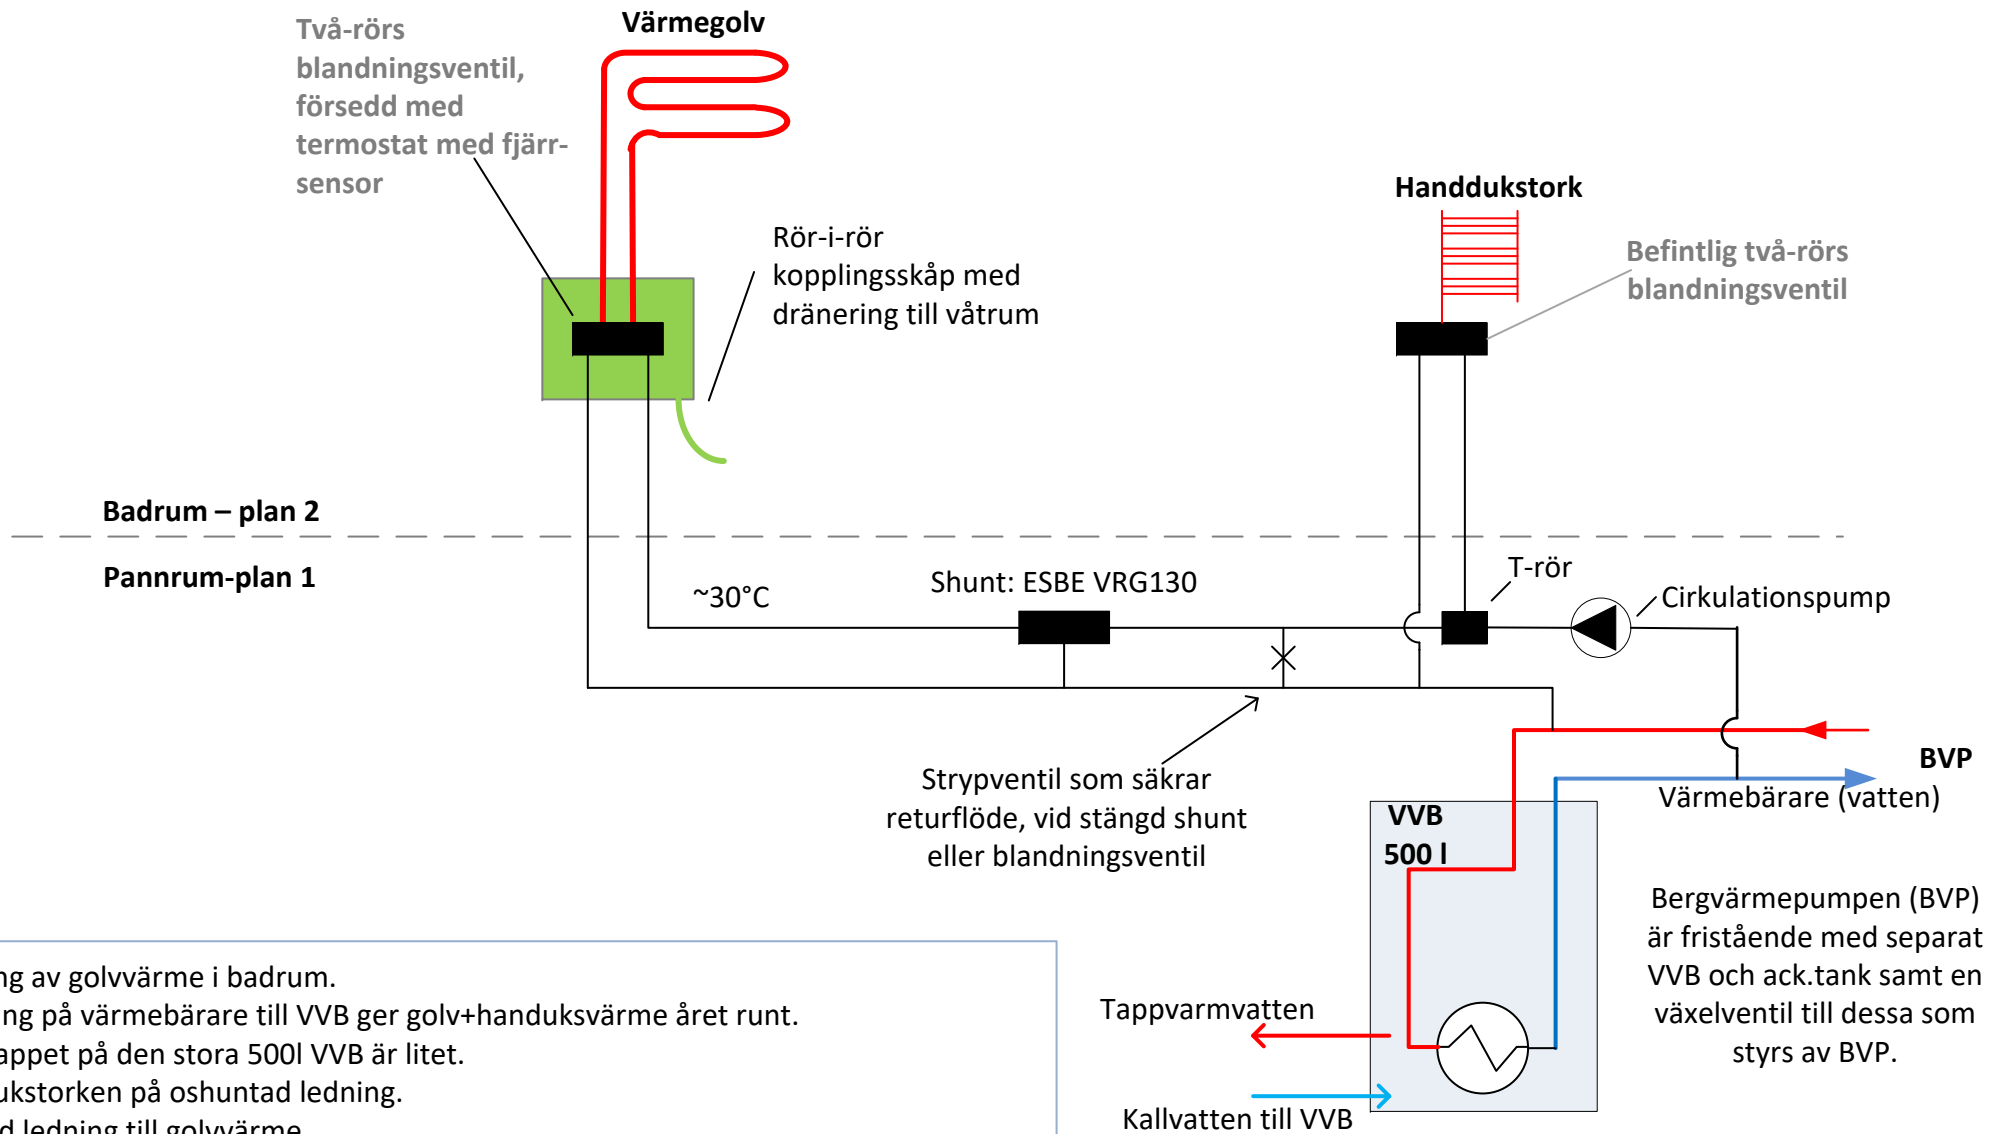 Två-rörs
blandningsventil,
försedd med
termostat med fjärr-
sensor
Värmegolv
Rör-i-rör
kopplingsskåp med
dränering till våtrum
Handdukstork
Befintlig två-rörs
blandningsventil
Badrum – plan 2
Pannrum-plan 1
~30°C
Shunt: ESBE VRG130
T-rör
Cirkulationspump
Strypventil som säkrar
returflöde, vid stängd shunt
eller blandningsventil
BVP
Värmebärare (vatten)
VVB
500 l
Bergvärmepumpen (BVP)
är fristående med separat
VVB och ack.tank samt en
växelventil till dessa som
styrs av BVP.
Tappvarmvatten
Kallvatten till VVB
ng av golvvärme i badrum.
ng på värmebärare till VVB ger golv+handuksvärme året runt.
appet på den stora 500l VVB är litet.
ukstorken på oshuntad ledning.
d ledning till golvvärme